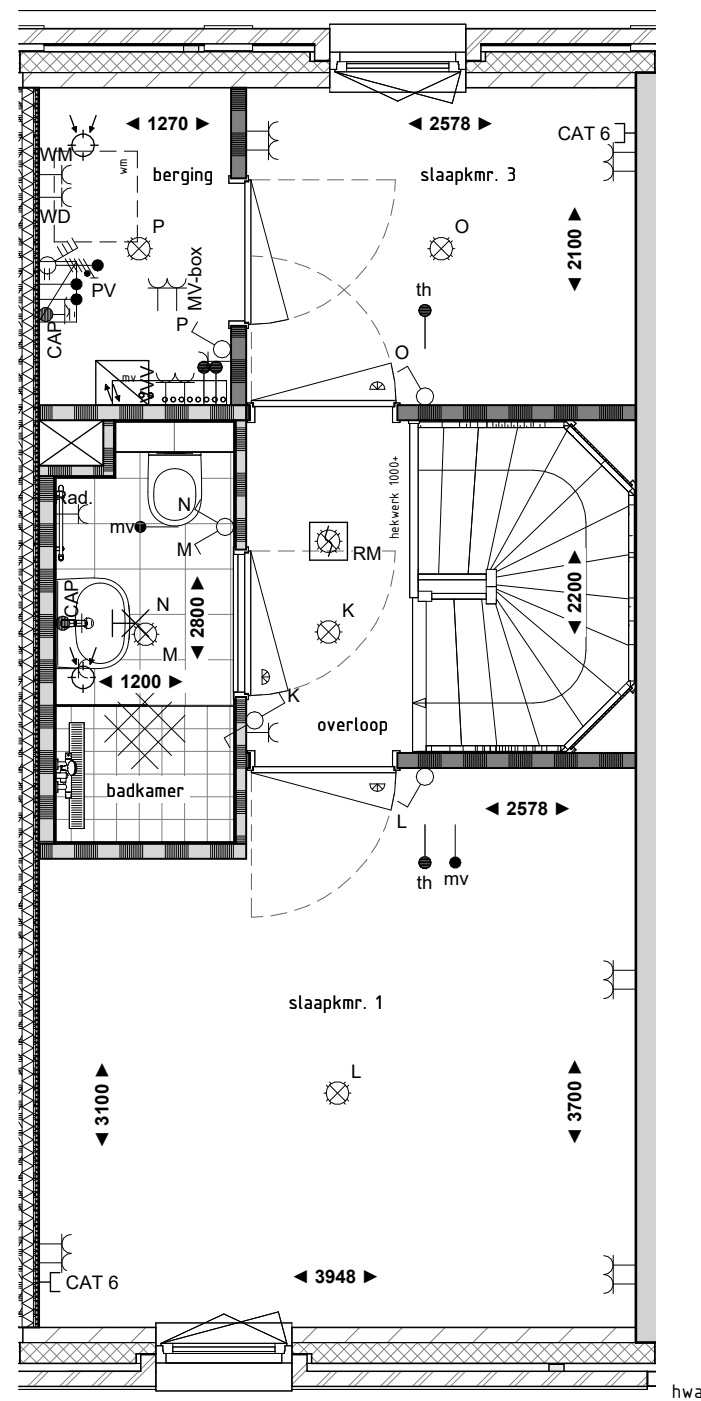 ◄ 1270 ►
◄ 2578 ►
CAT 6
WM
wm
berging
slaapkmr. 3
WD
P
O
◄ 2100 ►
PV
MV-box
th
CAP
P
O
mv
hekwerk 1000+
Rad.
N
mv
M
RM
CAP
N
◄ 2800 ►
K
◄ 2200 ►
M
◄ 1200 ►
K
overloop
badkamer
◄ 2578 ►
L
th
mv
slaapkmr. 1
L
◄ 3100 ►
◄ 3700 ►
◄ 3948 ►
CAT 6
hwa